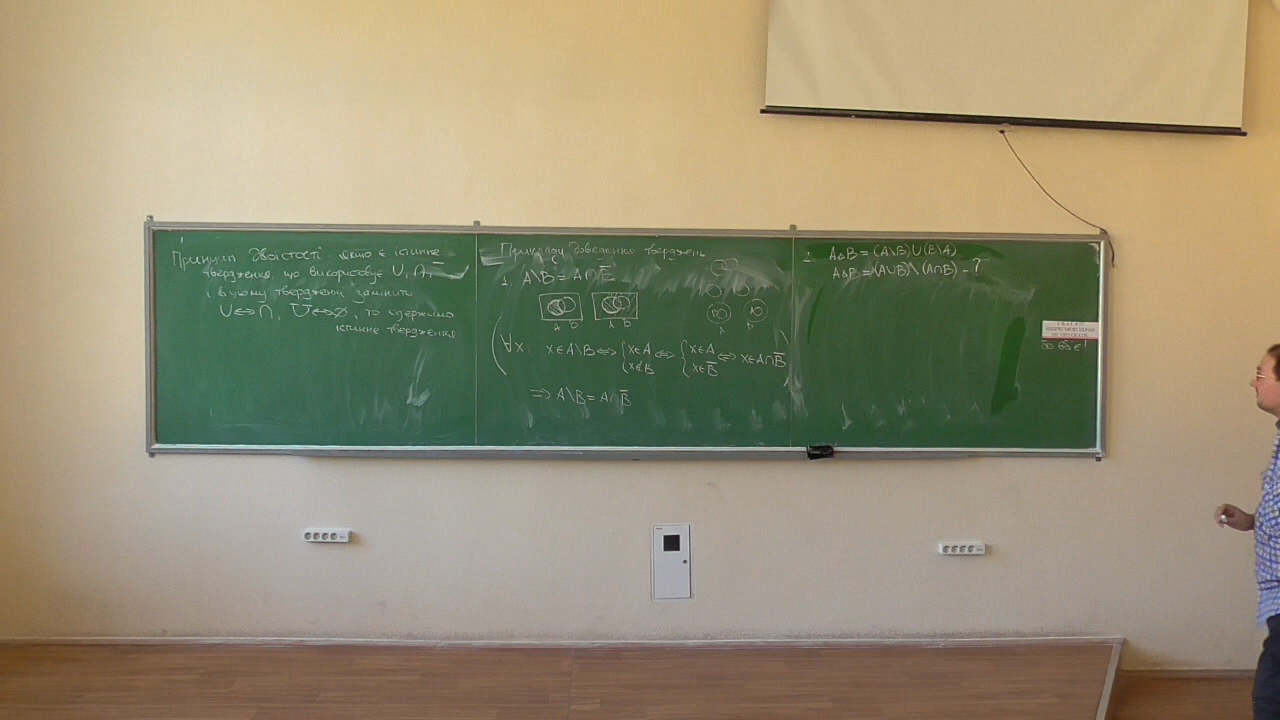 Принцип двоїстості якщо є істинне
твердження, що використовує ∪, ∩, ‾
і в цьому твердженні замінити
∪⇔∩, U⇔∅, то одержимо
істинне твердження
Приклади доведення тверджень
1. A\B = A∩B̅
A B A B
A B
(∀x: x∈A\B ⇔ {x∈A x∉B ⇔ {x∈A x∈B̅ ⇔ x∈A∩B̅)
⇒ A\B = A∩B̅
2. A△B = (A\B)∪(B\A)
A△B = (A∪B)\(A∩B) - ?